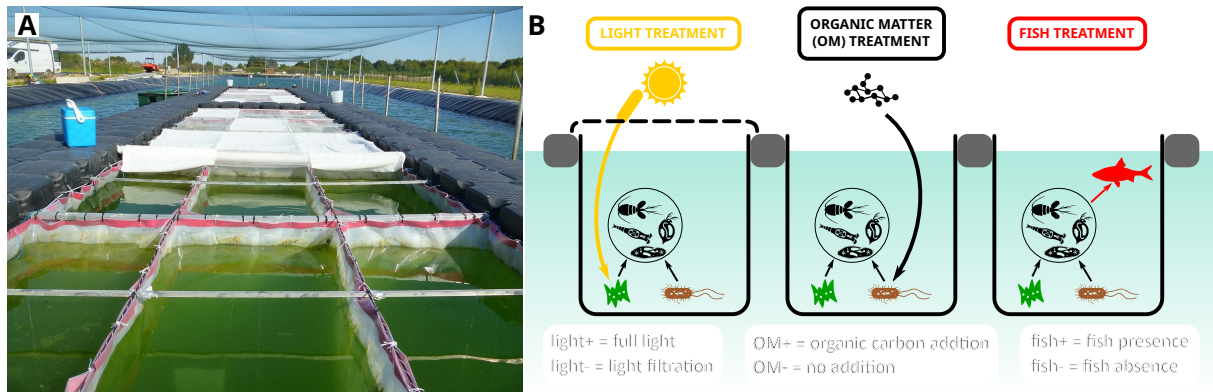 A
B
LIGHT TREATMENT
ORGANIC MATTER
(OM) TREATMENT
FISH TREATMENT
light+ = full light
light- = light filtration
OM+ = organic carbon addtion
OM- = no addition
fish+ = fish presence
fish- = fish absence